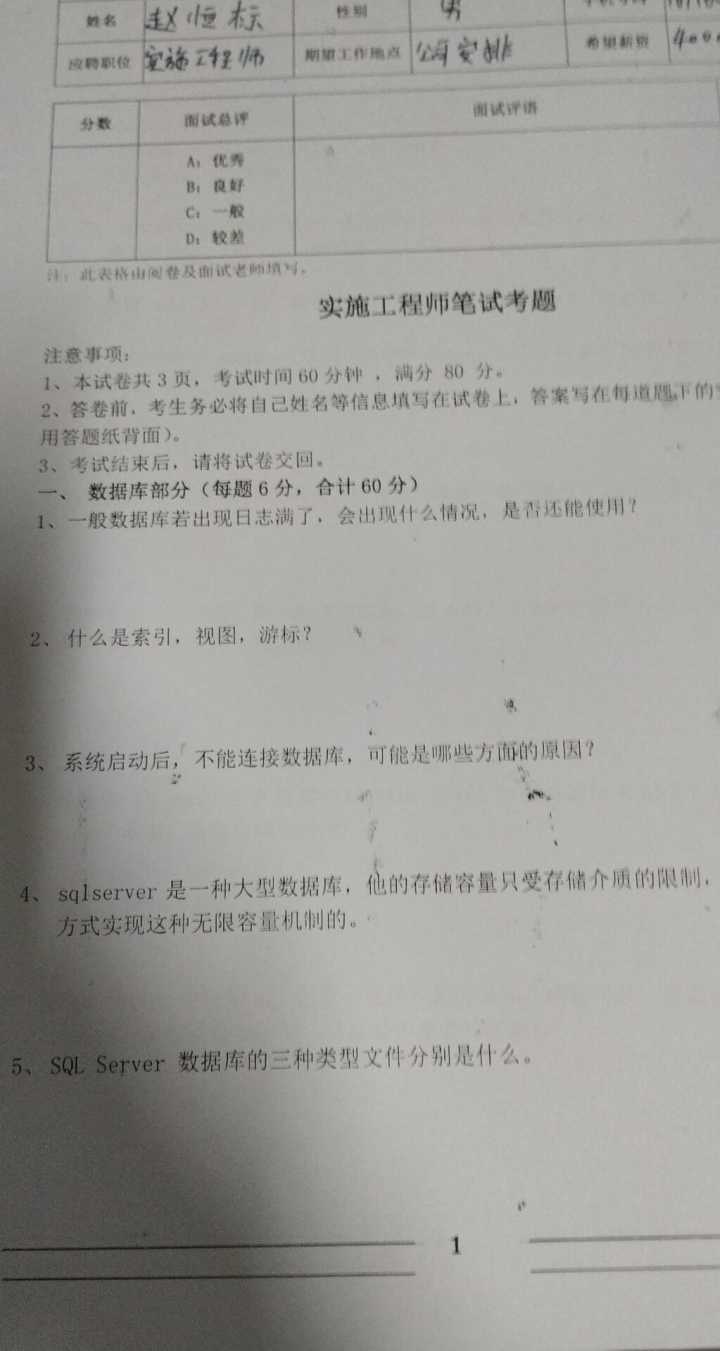 姓名 赵恒标 性别 男
应聘职位 实施工程师 期望工作地点 公司安排 希望薪资
分数 面试总评 面试评语
A：优秀
B：良好
C：一般
D：较差
注：此表格由阅卷及面试老师填写。
实施工程师笔试考题
注意事项：
1、本试卷共 3 页，考试时间 60 分钟 ，满分 80 分。
2、答卷前，考生务必将自己姓名等信息填写在试卷上，答案写在每道题下的
用答题纸背面）。
3、考试结束后，请将试卷交回。
一、 数据库部分（每题 6 分，合计 60 分）
1、一般数据库若出现日志满了，会出现什么情况，是否还能使用？
2、什么是索引，视图，游标？
3、系统启动后，不能连接数据库，可能是哪些方面的原因？
4、sqlserver 是一种大型数据库，他的存储容量只受存储介质的限制，
方式实现这种无限容量机制的。
5、SQL Server 数据库的三种类型文件分别是什么。
1